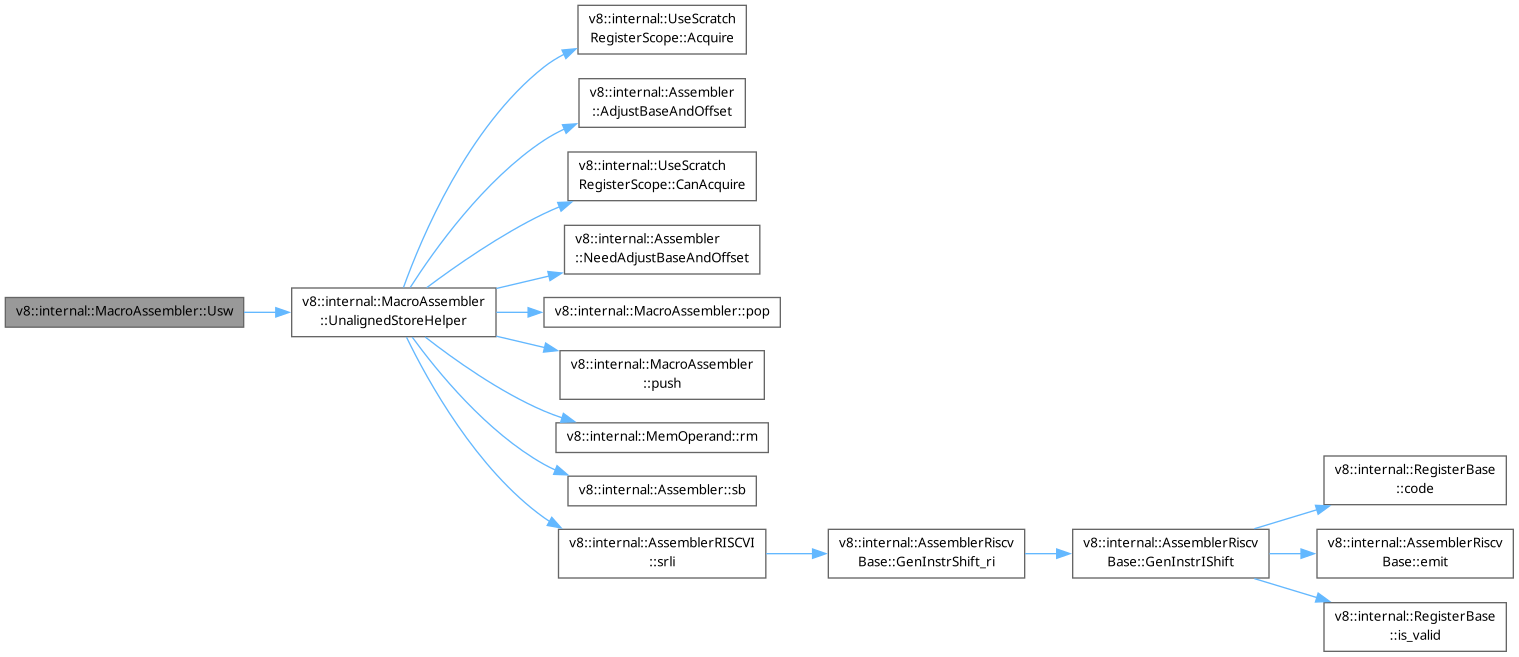 v8::internal::UseScratch
RegisterScope::Acquire
v8::internal::Assembler
::AdjustBaseAndOffset
v8::internal::UseScratch
RegisterScope::CanAcquire
v8::internal::Assembler
::NeedAdjustBaseAndOffset
v8::internal::MacroAssembler::Usw
v8::internal::MacroAssembler
::UnalignedStoreHelper
v8::internal::MacroAssembler::pop
v8::internal::MacroAssembler
::push
v8::internal::MemOperand::rm
v8::internal::Assembler::sb
v8::internal::AssemblerRISCVI
::srli
v8::internal::AssemblerRiscv
Base::GenInstrShift_ri
v8::internal::AssemblerRiscv
Base::GenInstrIShift
v8::internal::RegisterBase
::code
v8::internal::AssemblerRiscv
Base::emit
v8::internal::RegisterBase
::is_valid